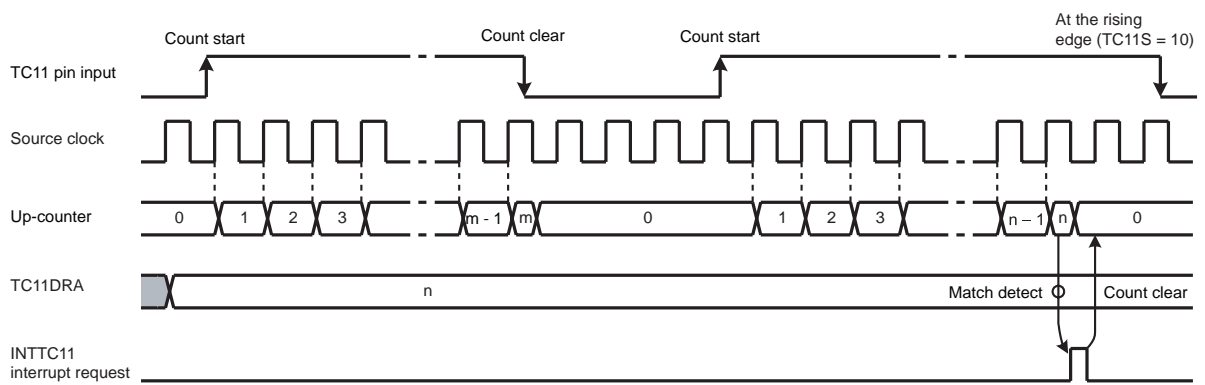 At the rising
edge (TC11S = 10)
Count start
Count clear
Count start
TC11 pin input
Source clock
Up-counter
0
1
2
3
m - 1
m
0
1
2
3
n – 1
n
0
TC11DRA
n
Match detect
Count clear
INTTC11
interrupt request